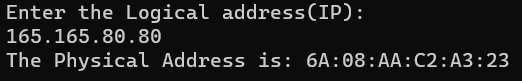 Enter the Logical address(IP):
165.165.80.80
The Physical Address is: 6A:08:AA:C2:A3:23